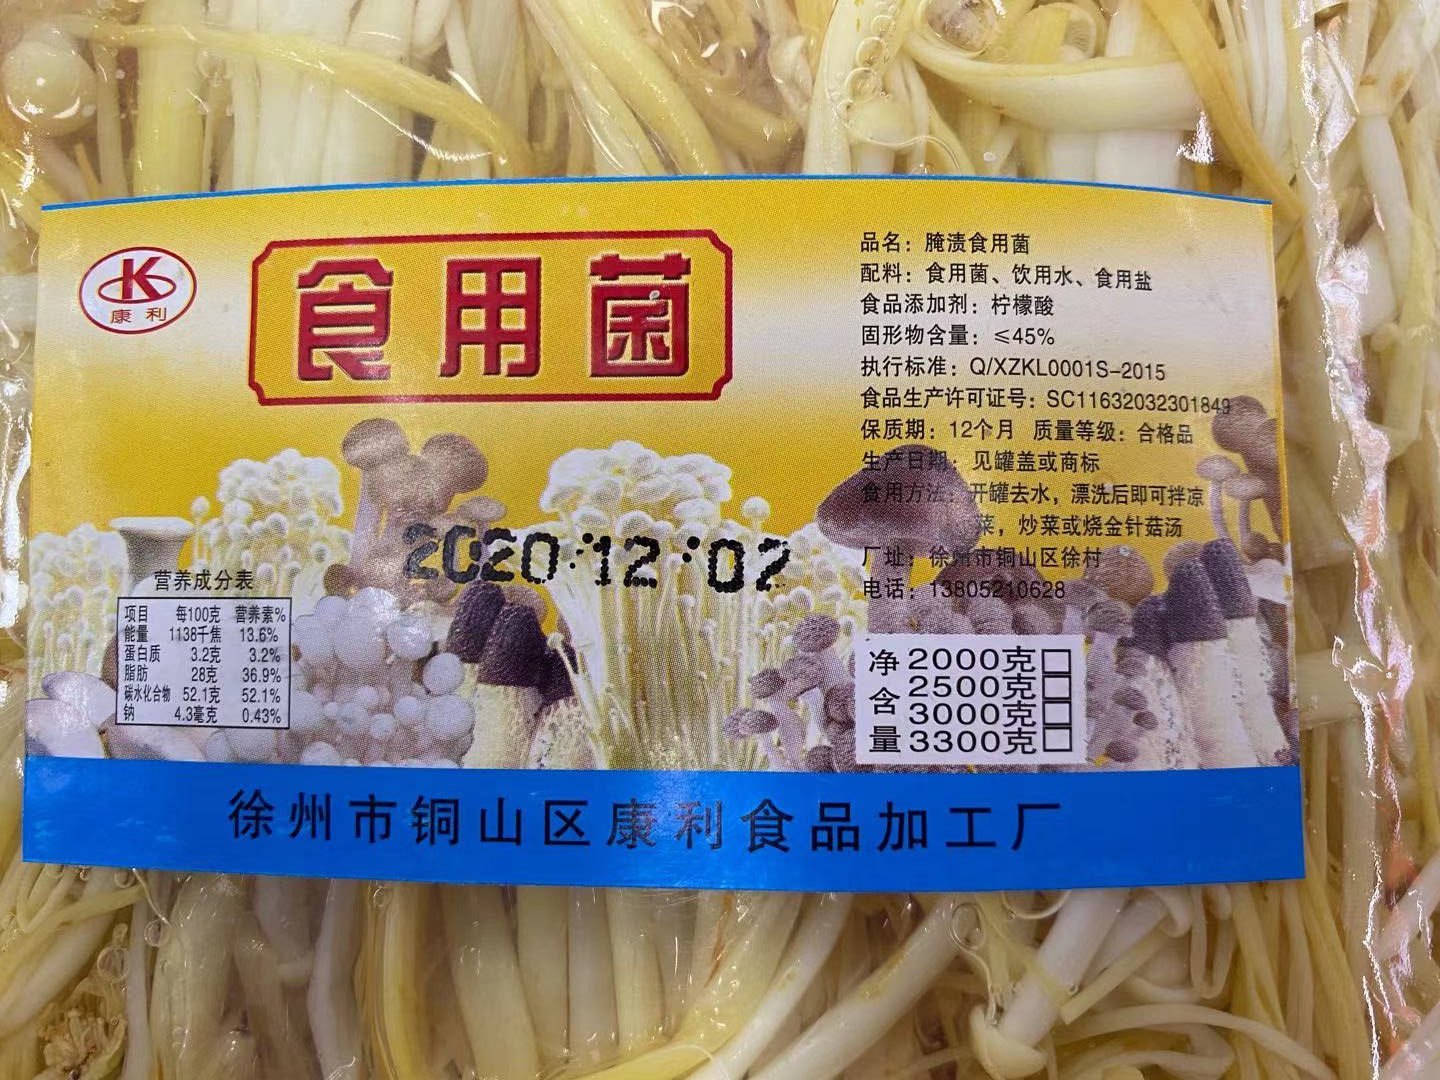 K
康利
食用菌
品名：腌渍食用菌
配料：食用菌、饮用水、食用盐
食品添加剂：柠檬酸
固形物含量：≤45%
执行标准：Q/XZKL0001S-2015
食品生产许可证号：SC11632032301849
保质期：12个月 质量等级：合格品
生产日期：见罐盖或商标
食用方法：开罐去水，漂洗后即可拌凉
菜，炒菜或烧金针菇汤
厂址：徐州市铜山区徐村
电话：13805210628
2020.12.02
营养成分表
项目 每100克 营养素%
能量 1138千焦 13.6%
蛋白质 3.2克 3.2%
脂肪 28克 36.9%
碳水化合物 52.1克 52.1%
钠 4.3毫克 0.43%
净含量
2000克□
2500克□
3000克□
3300克□
徐州市铜山区康利食品加工厂